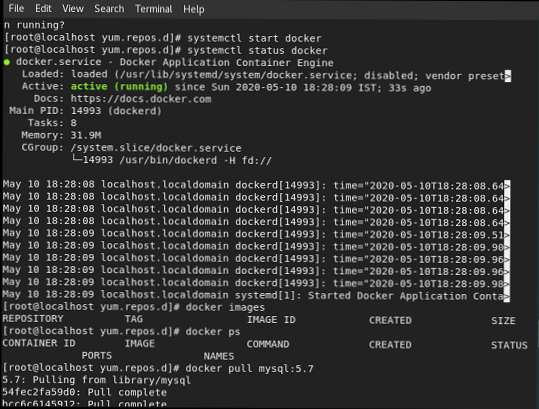 File Edit View Search Terminal Help
n running?
[root@localhost yum.repos.d]# systemctl start docker
[root@localhost yum.repos.d]# systemctl status docker
● docker.service - Docker Application Container Engine
Loaded: loaded (/usr/lib/systemd/system/docker.service; disabled; vendor preset>
Active: active (running) since Sun 2020-05-10 18:28:09 IST; 33s ago
Docs: https://docs.docker.com
Main PID: 14993 (dockerd)
Tasks: 8
Memory: 31.9M
CGroup: /system.slice/docker.service
└─14993 /usr/bin/dockerd -H fd://
May 10 18:28:08 localhost.localdomain dockerd[14993]: time="2020-05-10T18:28:08.64>
May 10 18:28:08 localhost.localdomain dockerd[14993]: time="2020-05-10T18:28:08.64>
May 10 18:28:08 localhost.localdomain dockerd[14993]: time="2020-05-10T18:28:08.64>
May 10 18:28:08 localhost.localdomain dockerd[14993]: time="2020-05-10T18:28:08.64>
May 10 18:28:09 localhost.localdomain dockerd[14993]: time="2020-05-10T18:28:09.51>
May 10 18:28:09 localhost.localdomain dockerd[14993]: time="2020-05-10T18:28:09.90>
May 10 18:28:09 localhost.localdomain dockerd[14993]: time="2020-05-10T18:28:09.96>
May 10 18:28:09 localhost.localdomain dockerd[14993]: time="2020-05-10T18:28:09.96>
May 10 18:28:09 localhost.localdomain dockerd[14993]: time="2020-05-10T18:28:09.98>
May 10 18:28:09 localhost.localdomain systemd[1]: Started Docker Application Conta>
[root@localhost yum.repos.d]# docker images
REPOSITORY TAG IMAGE ID CREATED SIZE
[root@localhost yum.repos.d]# docker ps
CONTAINER ID IMAGE COMMAND CREATED STATUS
PORTS NAMES
[root@localhost yum.repos.d]# docker pull mysql:5.7
5.7: Pulling from library/mysql
54fec2fa59d0: Pull complete
bcc6c6145912: Pull complete